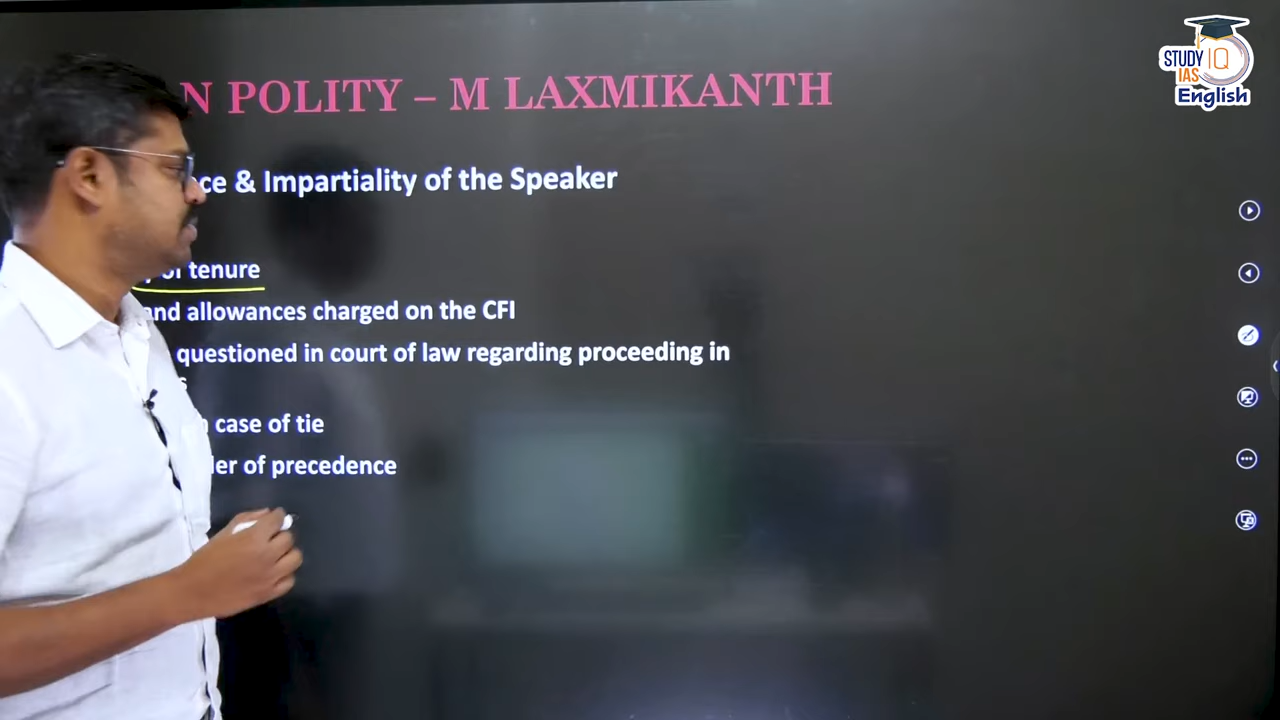 N POLITY – M LAXMIKANTH
STUDY IQ
IAS
English
ce & Impartiality of the Speaker
of tenure
and allowances charged on the CFI
questioned in court of law regarding proceeding in
s
case of tie
der of precedence